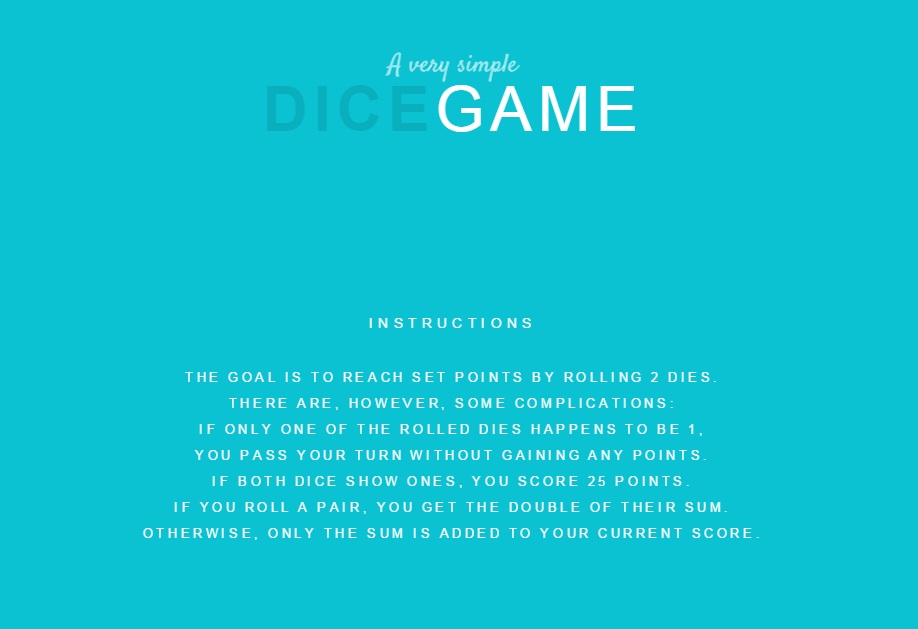 A very simple
DICEGAME
INSTRUCTIONS
THE GOAL IS TO REACH SET POINTS BY ROLLING 2 DIES.
THERE ARE, HOWEVER, SOME COMPLICATIONS:
IF ONLY ONE OF THE ROLLED DIES HAPPENS TO BE 1,
YOU PASS YOUR TURN WITHOUT GAINING ANY POINTS.
IF BOTH DICE SHOW ONES, YOU SCORE 25 POINTS.
IF YOU ROLL A PAIR, YOU GET THE DOUBLE OF THEIR SUM.
OTHERWISE, ONLY THE SUM IS ADDED TO YOUR CURRENT SCORE.